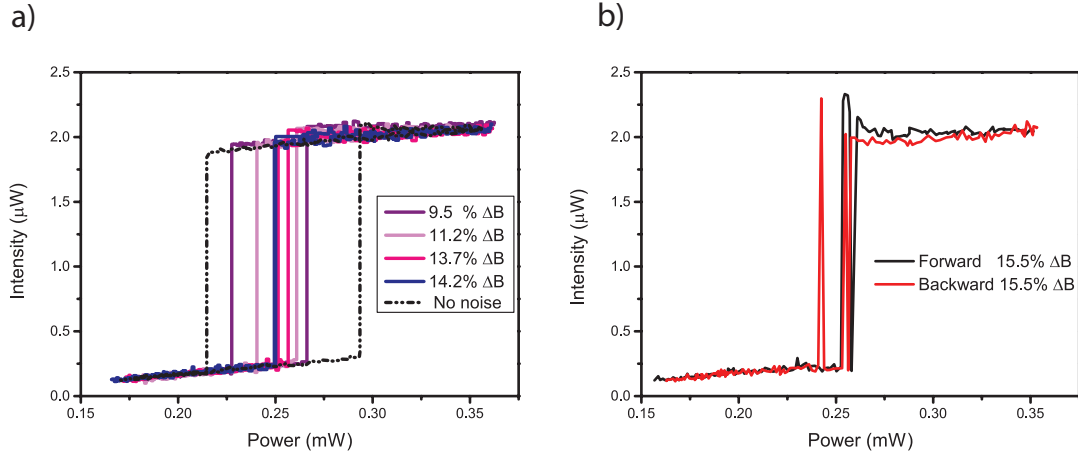 a)
2.5
2.0
1.5
1.0
0.5
0.0
Intensity (μW)
0.15 0.20 0.25 0.30 0.35
Power (mW)
9.5 % ΔB
11.2% ΔB
13.7% ΔB
14.2% ΔB
No noise
b)
2.5
2.0
1.5
1.0
0.5
0.0
Intensity (μW)
0.15 0.20 0.25 0.30 0.35
Power (mW)
Forward 15.5% ΔB
Backward 15.5% ΔB